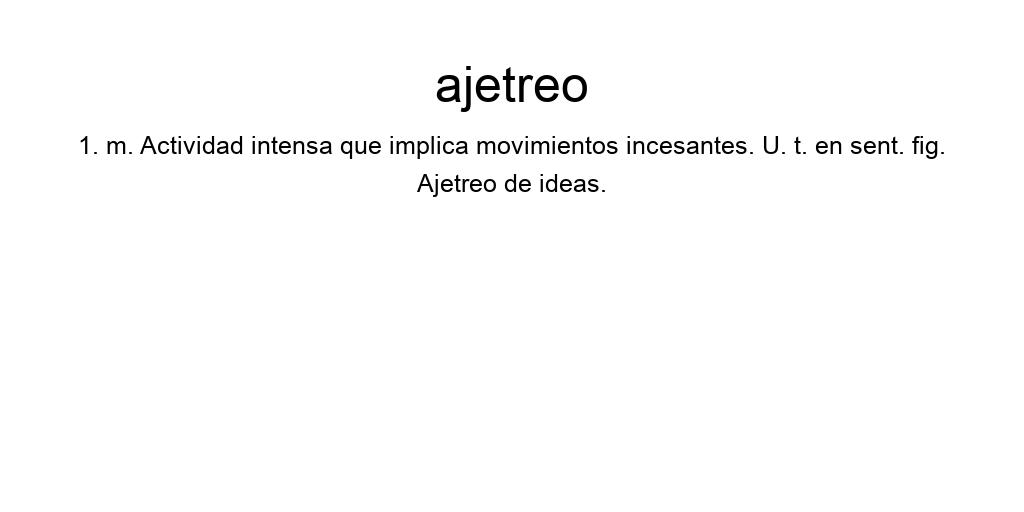 ajetreo
1. m. Actividad intensa que implica movimientos incesantes. U. t. en sent. fig.
Ajetreo de ideas.